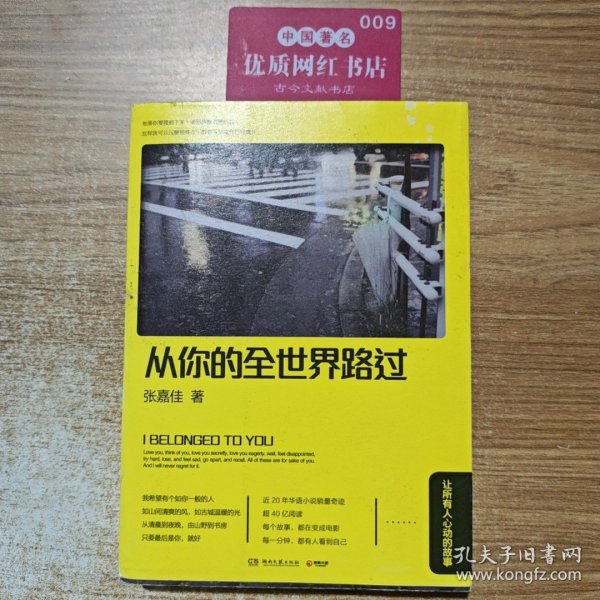 009
中国著名
优质网红书店
古今文献书店
从你的全世界路过
张嘉佳 著
I BELONGED TO YOU
Love you, think of you, love you secretly, love you eagerly, wait, feel disappointed,
try hard, lose, and feel sad, go apart, and recall. All of these are for sake of you.
And I will never regret for it.
我希望有个如你一般的人
如山间清爽的风，如古城温暖的光
从清晨到夜晚，由山野到书房
只要最后是你，就好
近 20 年华语小说销量奇迹
超 40 亿阅读
每个故事，都在变成电影
每一分钟，都有人看到自己
……
让所有人心动的故事
湖南文艺出版社
孔夫子旧书网
www.kongfz.com